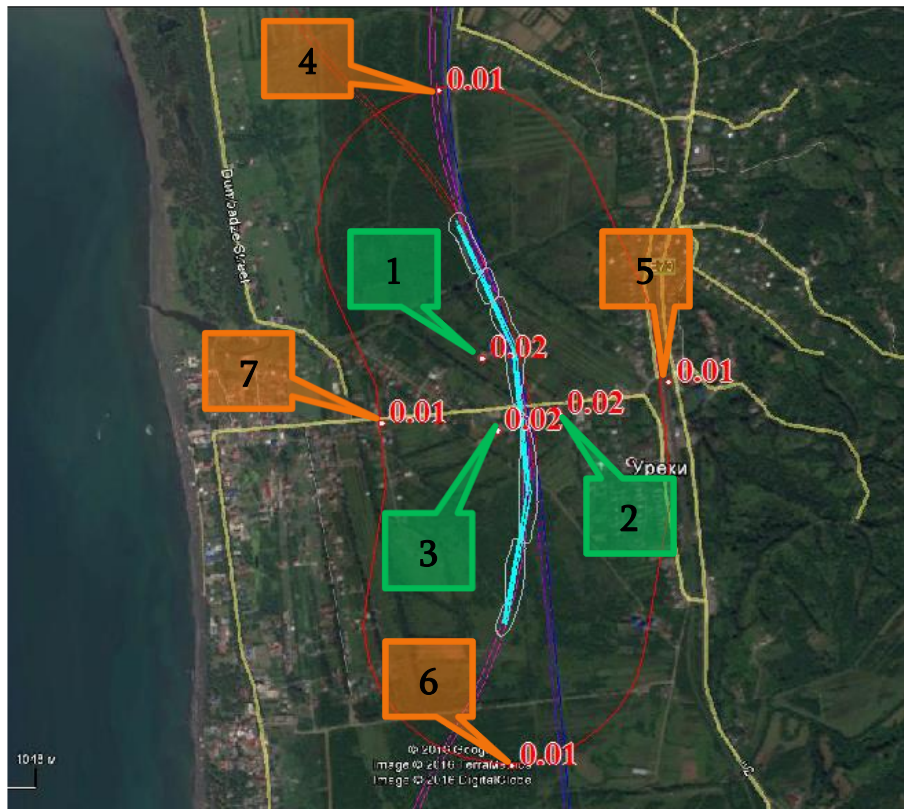 4
0.01
Dumbadze Street
1
5
0.02
0.01
7
0.02
0.01
0.02
Уреки
2
3
6
0.01
1048 м
© 2016 Goog
Image © 2016 TerraMetrics
Image © 2016 DigitalGlobe